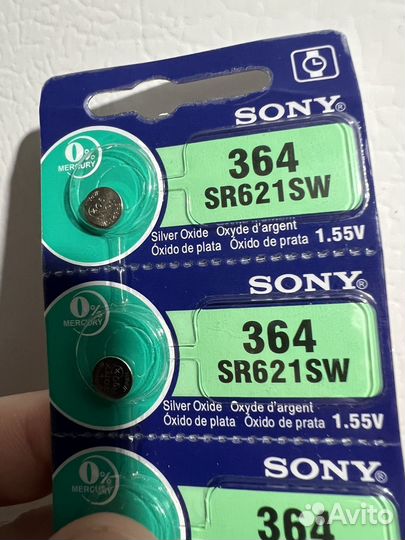 SONY®
0%
MERCURY
364
SR621SW
Silver Oxide Oxyde d'argent
Óxido de plata Óxido de prata 1.55V
SONY®
0%
MERCURY
364
SR621SW
Silver Oxide Oxyde d'argent
Óxido de plata Óxido de prata 1.55V
SONY®
0%
MERCURY
364
Avito